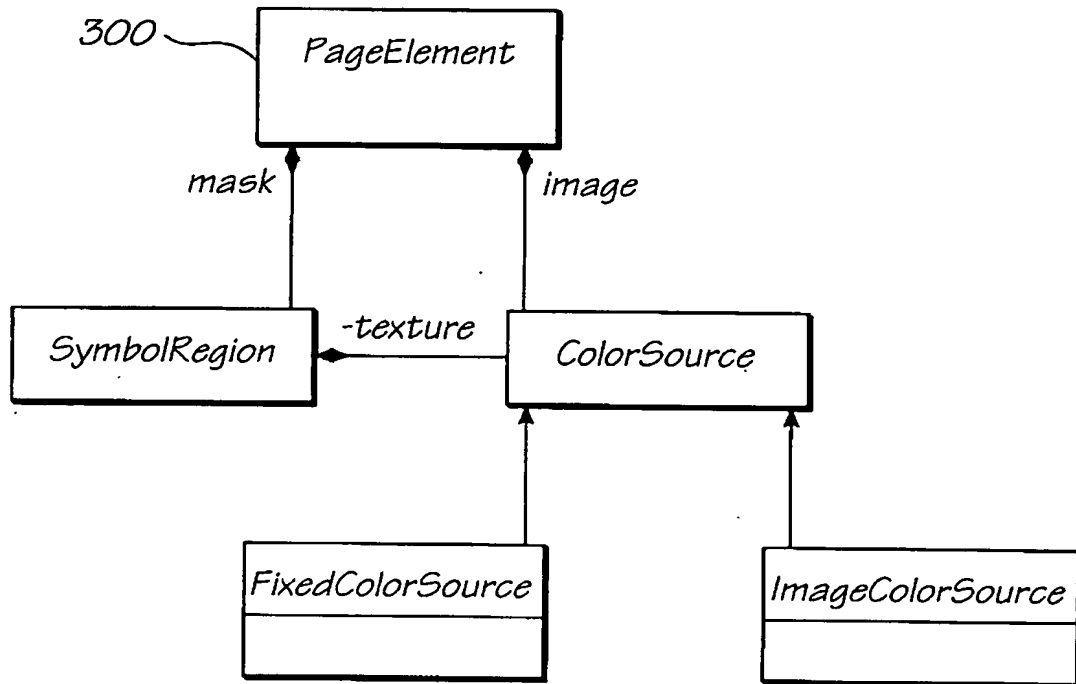 300
PageElement
mask
image
SymbolRegion
-texture
ColorSource
FixedColorSource
ImageColorSource